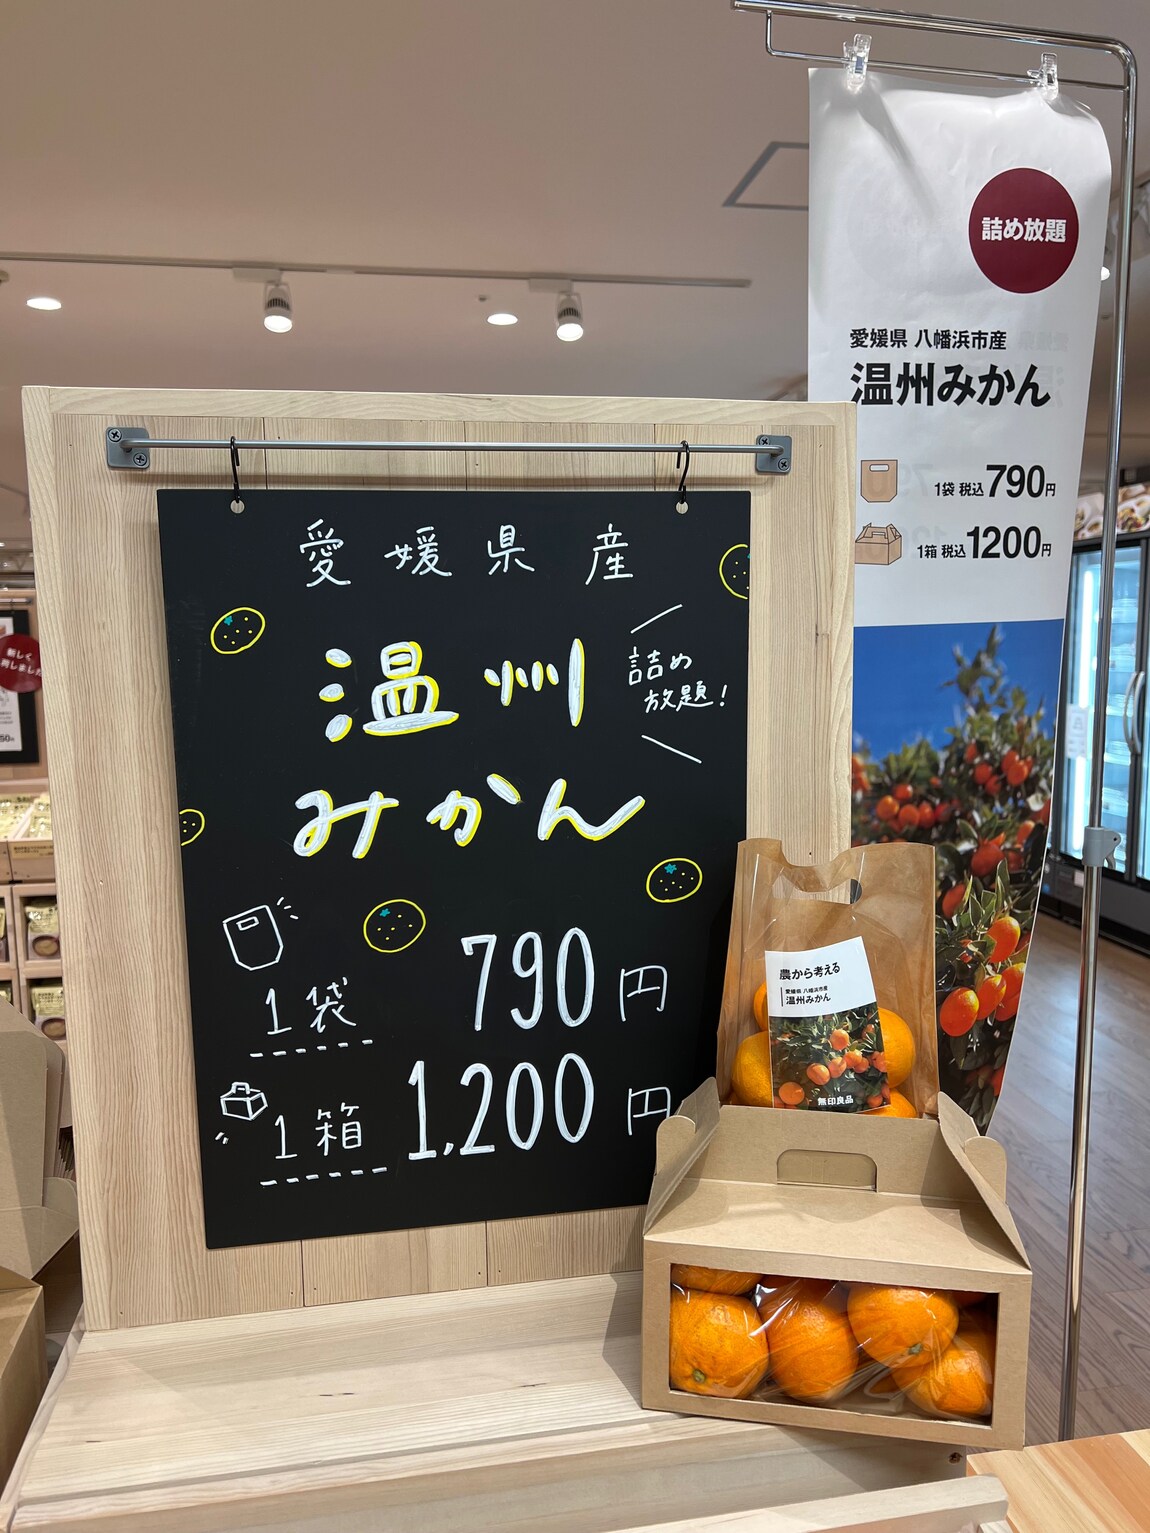 詰め放題
愛媛県 八幡浜市産
温州みかん
1袋 税込790円
1箱 税込1200円
愛媛県産
温州
みかん
詰め
放題!
1袋 790円
1箱 1,200円
農から考える
愛媛県 八幡浜市産
温州みかん
無印良品
新しく